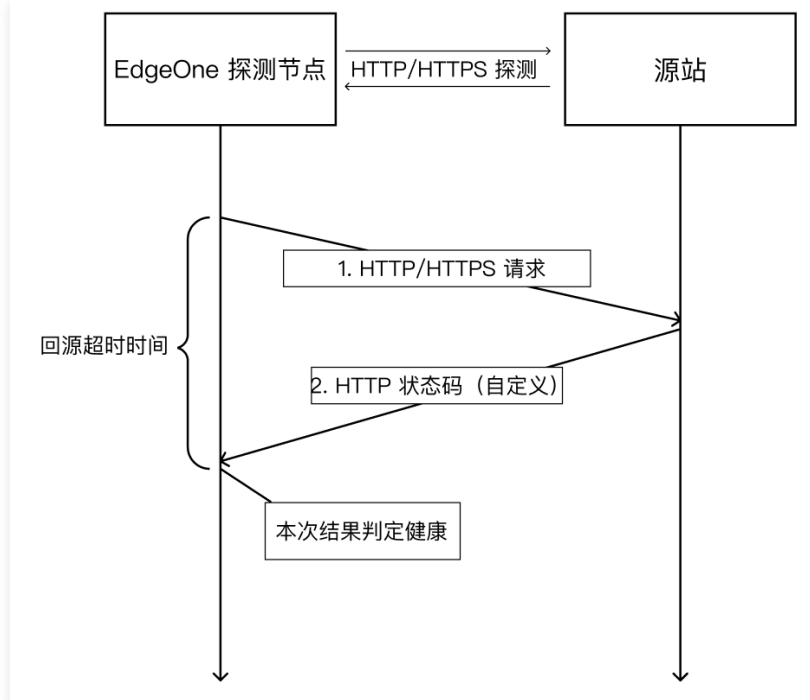 EdgeOne 探测节点
HTTP/HTTPS 探测
源站
1. HTTP/HTTPS 请求
回源超时时间
2. HTTP 状态码（自定义）
本次结果判定健康